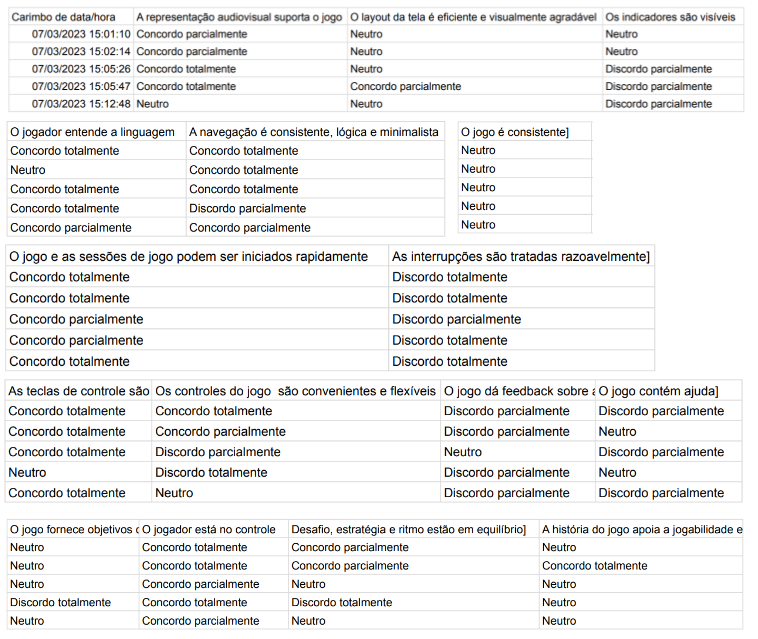 Carimbo de data/hora A representação audiovisual suporta o jogo O layout da tela é eficiente e visualmente agradável Os indicadores são visíveis
07/03/2023 15:01:10 Concordo parcialmente Neutro Neutro
07/03/2023 15:02:14 Concordo parcialmente Neutro Neutro
07/03/2023 15:05:26 Concordo totalmente Neutro Discordo parcialmente
07/03/2023 15:05:47 Concordo totalmente Concordo parcialmente Discordo parcialmente
07/03/2023 15:12:48 Neutro Neutro Discordo parcialmente
O jogador entende a linguagem A navegação é consistente, lógica e minimalista O jogo é consistente]
Concordo totalmente Concordo totalmente Neutro
Neutro Concordo totalmente Neutro
Concordo totalmente Concordo totalmente Neutro
Concordo totalmente Discordo parcialmente Neutro
Concordo parcialmente Concordo parcialmente Neutro
O jogo e as sessões de jogo podem ser iniciados rapidamente As interrupções são tratadas razoavelmente]
Concordo totalmente Discordo totalmente
Concordo totalmente Discordo totalmente
Concordo parcialmente Discordo parcialmente
Concordo parcialmente Discordo totalmente
Concordo totalmente Discordo totalmente
As teclas de controle são Os controles do jogo são convenientes e flexíveis O jogo dá feedback sobre O jogo contém ajuda]
Concordo totalmente Concordo totalmente Discordo parcialmente Discordo parcialmente
Concordo totalmente Concordo parcialmente Discordo parcialmente Neutro
Concordo totalmente Discordo parcialmente Neutro Discordo parcialmente
Neutro Discordo totalmente Discordo parcialmente Neutro
Concordo totalmente Neutro Discordo parcialmente Discordo parcialmente
O jogo fornece objetivos O jogador está no controle Desafio, estratégia e ritmo estão em equilíbrio] A história do jogo apoia a jogabilidade e
Neutro Concordo totalmente Concordo parcialmente Neutro
Neutro Concordo totalmente Concordo parcialmente Concordo totalmente
Neutro Concordo parcialmente Neutro Neutro
Discordo totalmente Concordo totalmente Discordo totalmente Neutro
Neutro Concordo parcialmente Neutro Neutro